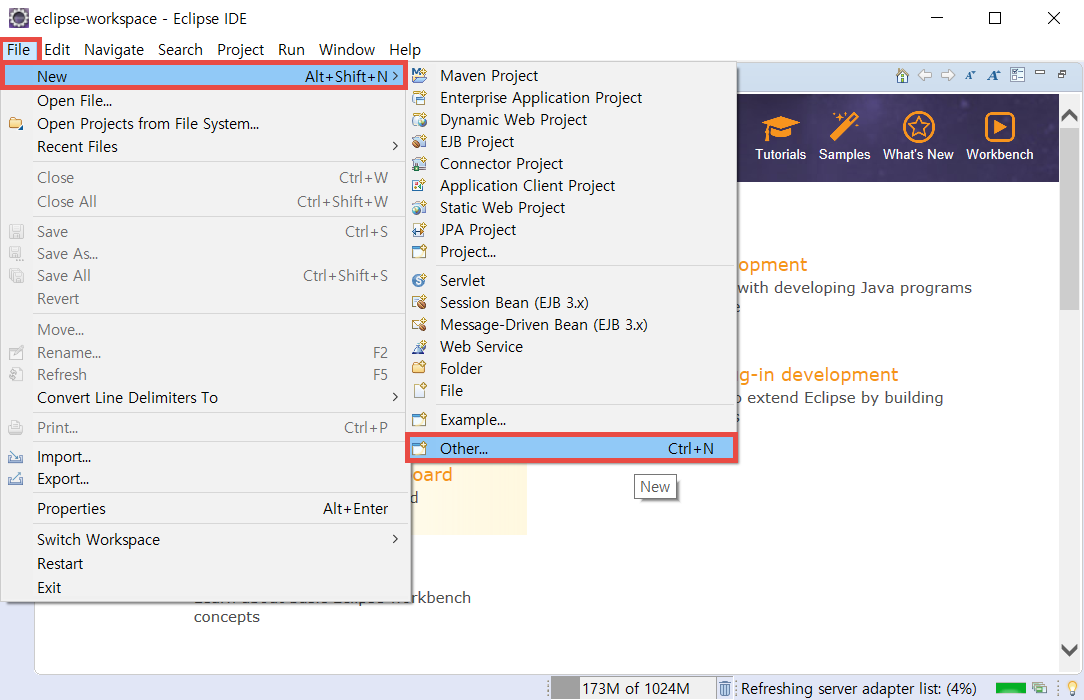 eclipse-workspace - Eclipse IDE
File Edit Navigate Search Project Run Window Help
New Alt+Shift+N
Open File...
Open Projects from File System...
Recent Files
Close Ctrl+W
Close All Ctrl+Shift+W
Save Ctrl+S
Save As...
Save All Ctrl+Shift+S
Revert
Move...
Rename... F2
Refresh F5
Convert Line Delimiters To
Print... Ctrl+P
Import...
Export...
Properties Alt+Enter
Switch Workspace
Restart
Exit
Maven Project
Enterprise Application Project
Dynamic Web Project
EJB Project
Connector Project
Application Client Project
Static Web Project
JPA Project
Project...
Servlet
Session Bean (EJB 3.x)
Message-Driven Bean (EJB 3.x)
Web Service
Folder
File
Example...
Other... Ctrl+N
New
Tutorials Samples What's New Workbench
opment
with developing Java programs
g-in development
extend Eclipse by building
oard
d
workbench
concepts
173M of 1024M
Refreshing server adapter list: (4%)